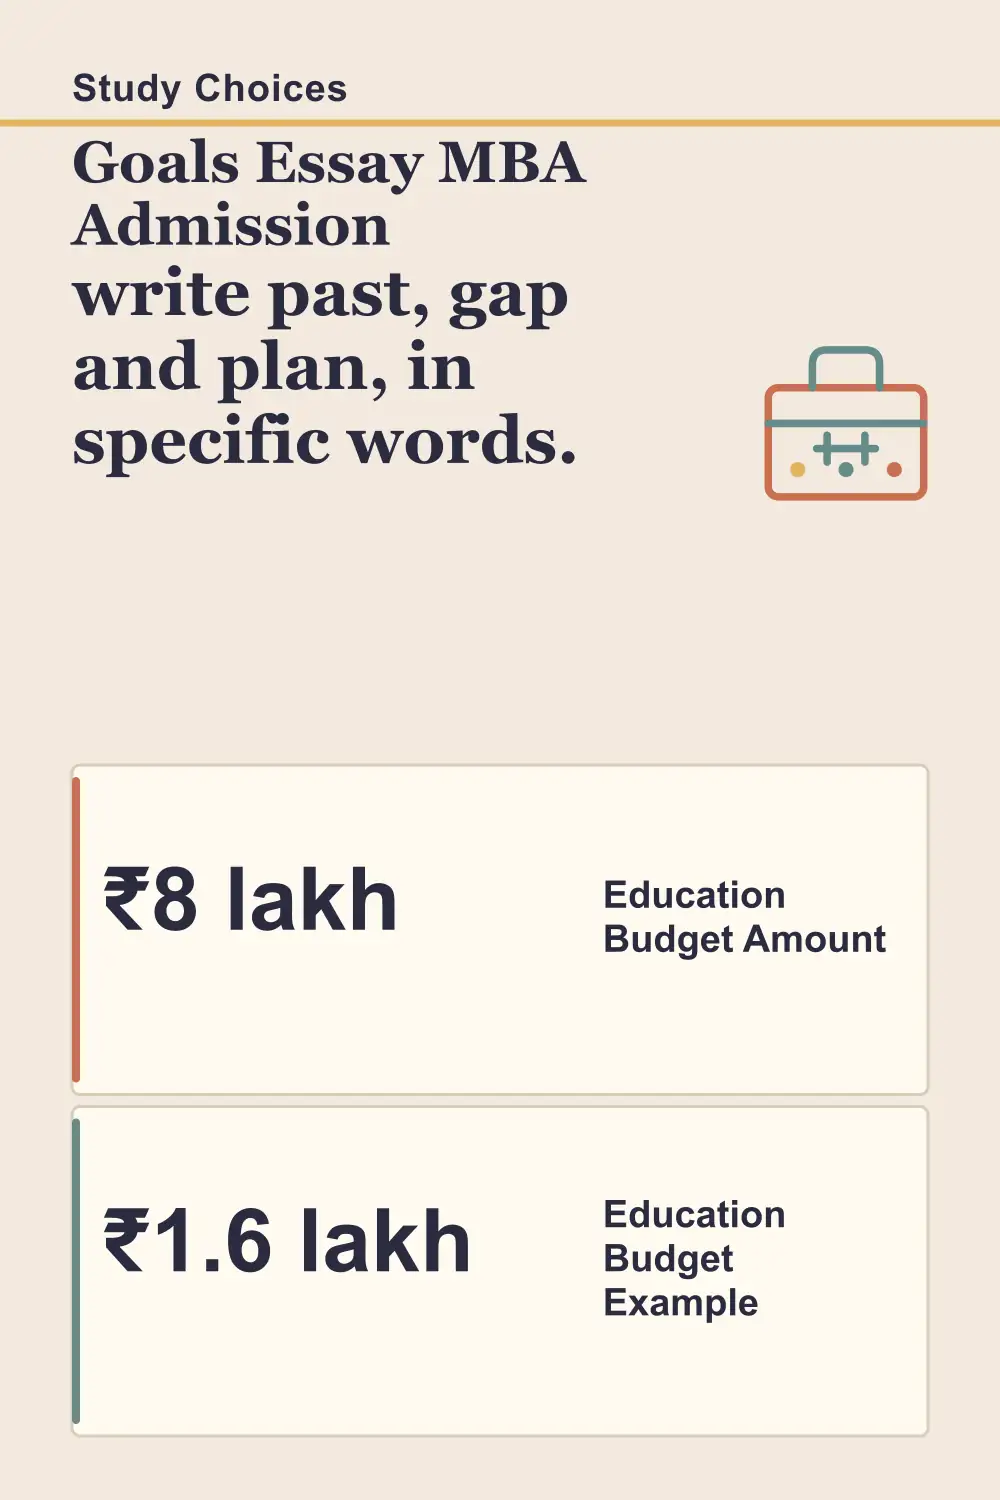 Study Choices
Goals Essay MBA
Admission
write past, gap
and plan, in
specific words.
₹8 lakh
Education
Budget Amount
₹1.6 lakh
Education
Budget
Example